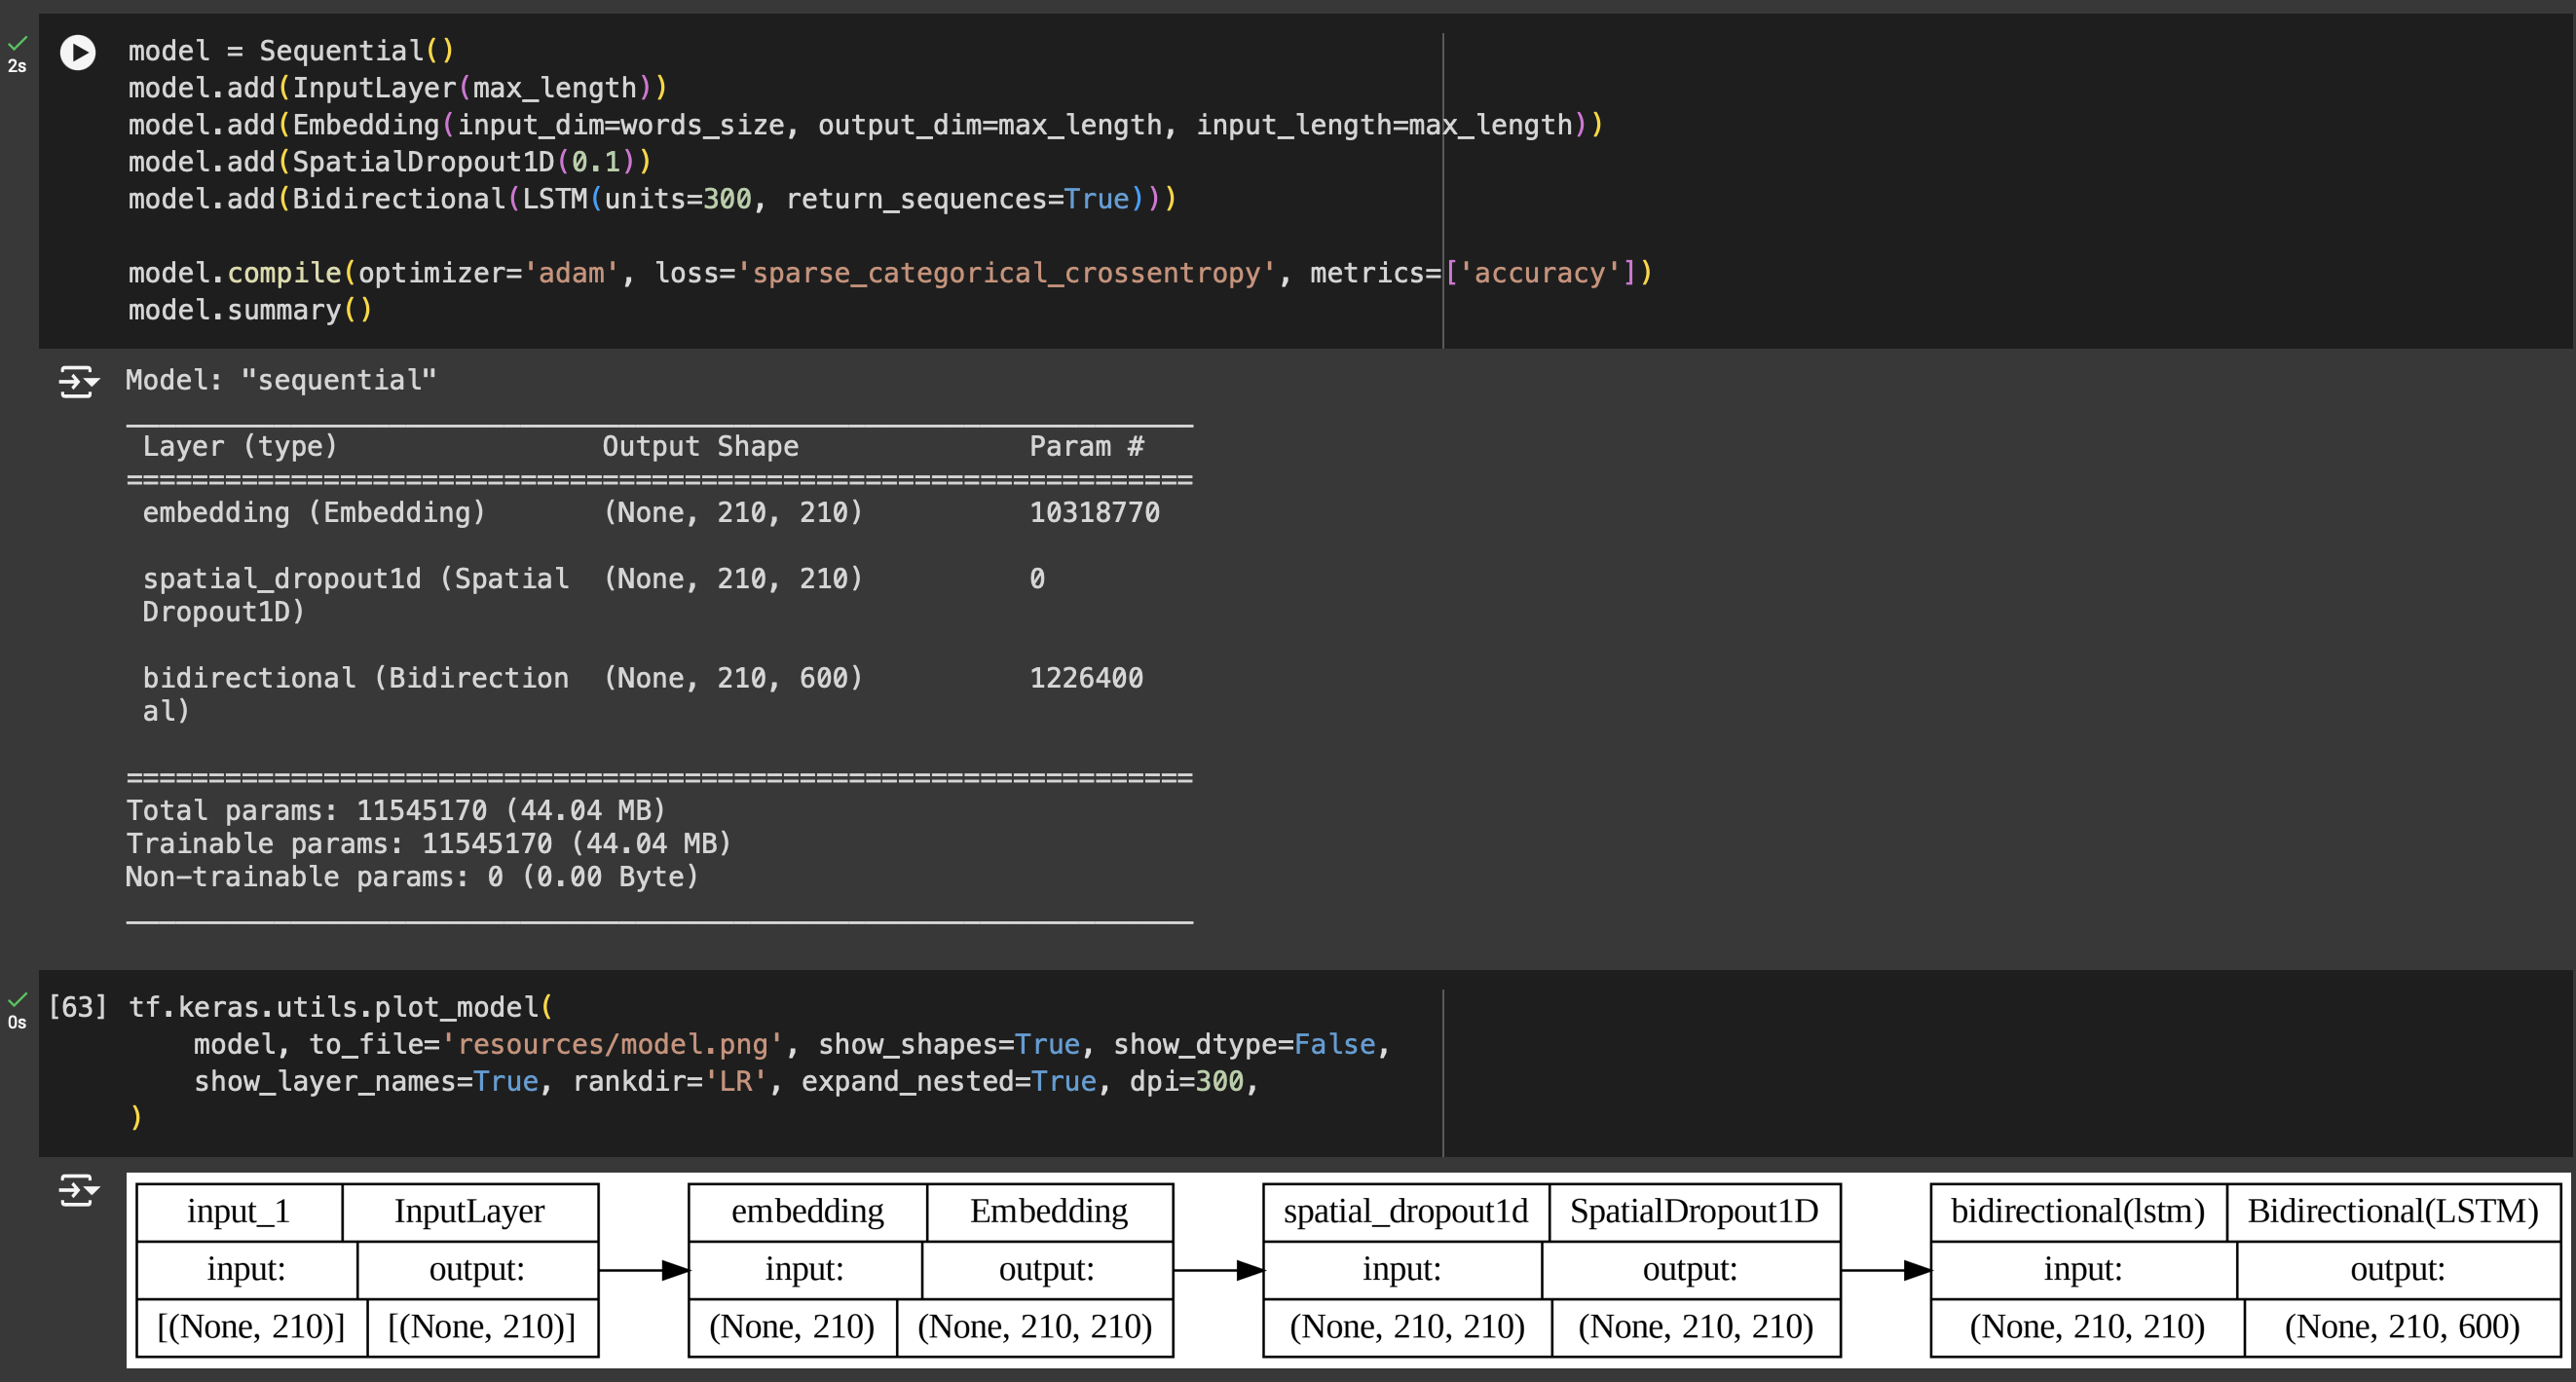 2s
model = Sequential()
model.add(InputLayer(max_length))
model.add(Embedding(input_dim=words_size, output_dim=max_length, input_length=max_length))
model.add(SpatialDropout1D(0.1))
model.add(Bidirectional(LSTM(units=300, return_sequences=True)))
model.compile(optimizer='adam', loss='sparse_categorical_crossentropy', metrics=['accuracy'])
model.summary()
Model: "sequential"
_________________________________________________________________
Layer (type) Output Shape Param #
=================================================================
embedding (Embedding) (None, 210, 210) 10318770
spatial_dropout1d (Spatial (None, 210, 210) 0
Dropout1D)
bidirectional (Bidirection (None, 210, 600) 1226400
al)
=================================================================
Total params: 11545170 (44.04 MB)
Trainable params: 11545170 (44.04 MB)
Non-trainable params: 0 (0.00 Byte)
_________________________________________________________________
0s
[63] tf.keras.utils.plot_model(
model, to_file='resources/model.png', show_shapes=True, show_dtype=False,
show_layer_names=True, rankdir='LR', expand_nested=True, dpi=300,
)
input_1 InputLayer
input: output:
[(None, 210)] [(None, 210)]
embedding Embedding
input: output:
(None, 210) (None, 210, 210)
spatial_dropout1d SpatialDropout1D
input: output:
(None, 210, 210) (None, 210, 210)
bidirectional(lstm) Bidirectional(LSTM)
input: output:
(None, 210, 210) (None, 210, 600)